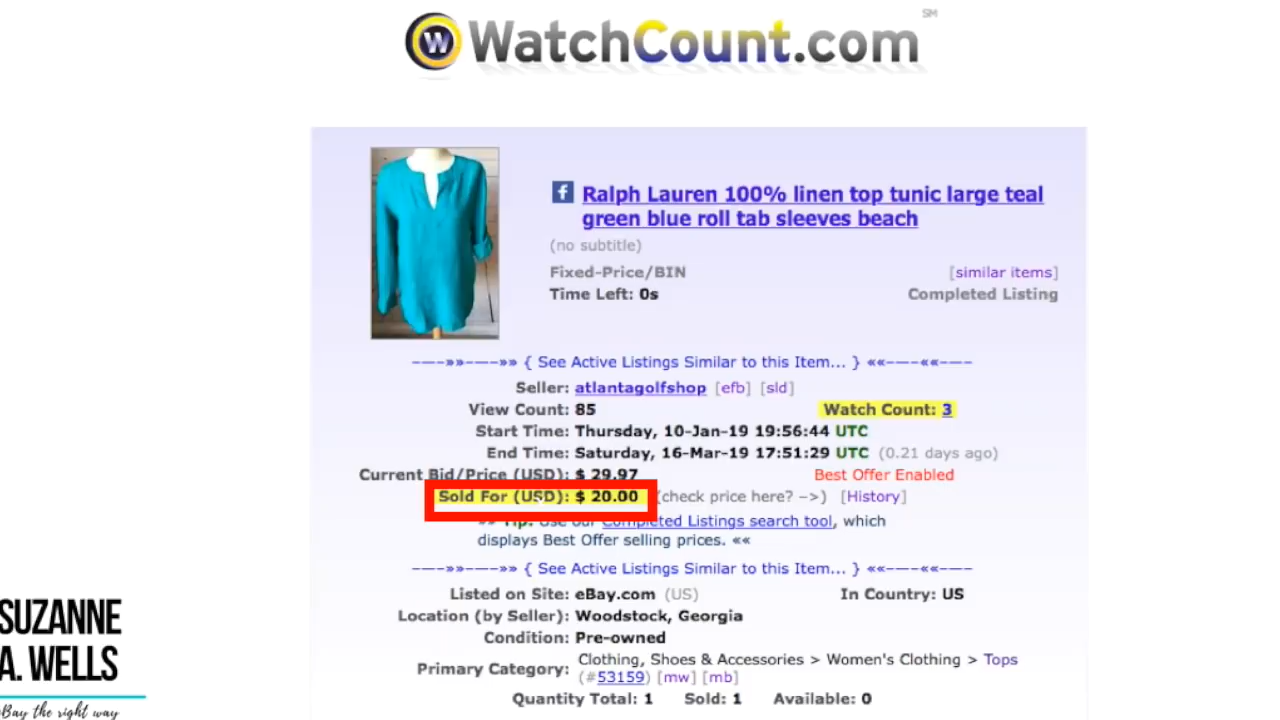 WatchCount.com SM
Ralph Lauren 100% linen top tunic large teal
green blue roll tab sleeves beach
(no subtitle)
Fixed-Price/BIN [similar items]
Time Left: 0s Completed Listing
—–»»—–—»» { See Active Listings Similar to this Item... } ««—–—««—–
Seller: atlantagolfshop [efb] [sld]
View Count: 85 Watch Count: 3
Start Time: Thursday, 10-Jan-19 19:56:44 UTC
End Time: Saturday, 16-Mar-19 17:51:29 UTC (0.21 days ago)
Current Bid/Price (USD): $ 29.97 Best Offer Enabled
Sold For (USD): $ 20.00 (check price here? –>) [History]
»» Tip: Use our Completed Listings search tool, which
displays Best Offer selling prices. ««
—–»»—–—»» { See Active Listings Similar to this Item... } ««—–—««—–
Listed on Site: eBay.com (US) In Country: US
Location (by Seller): Woodstock, Georgia
Condition: Pre-owned
Primary Category: Clothing, Shoes & Accessories > Women's Clothing > Tops
(#53159) [mw] [mb]
Quantity Total: 1 Sold: 1 Available: 0
SUZANNE
A. WELLS
eBay the right way